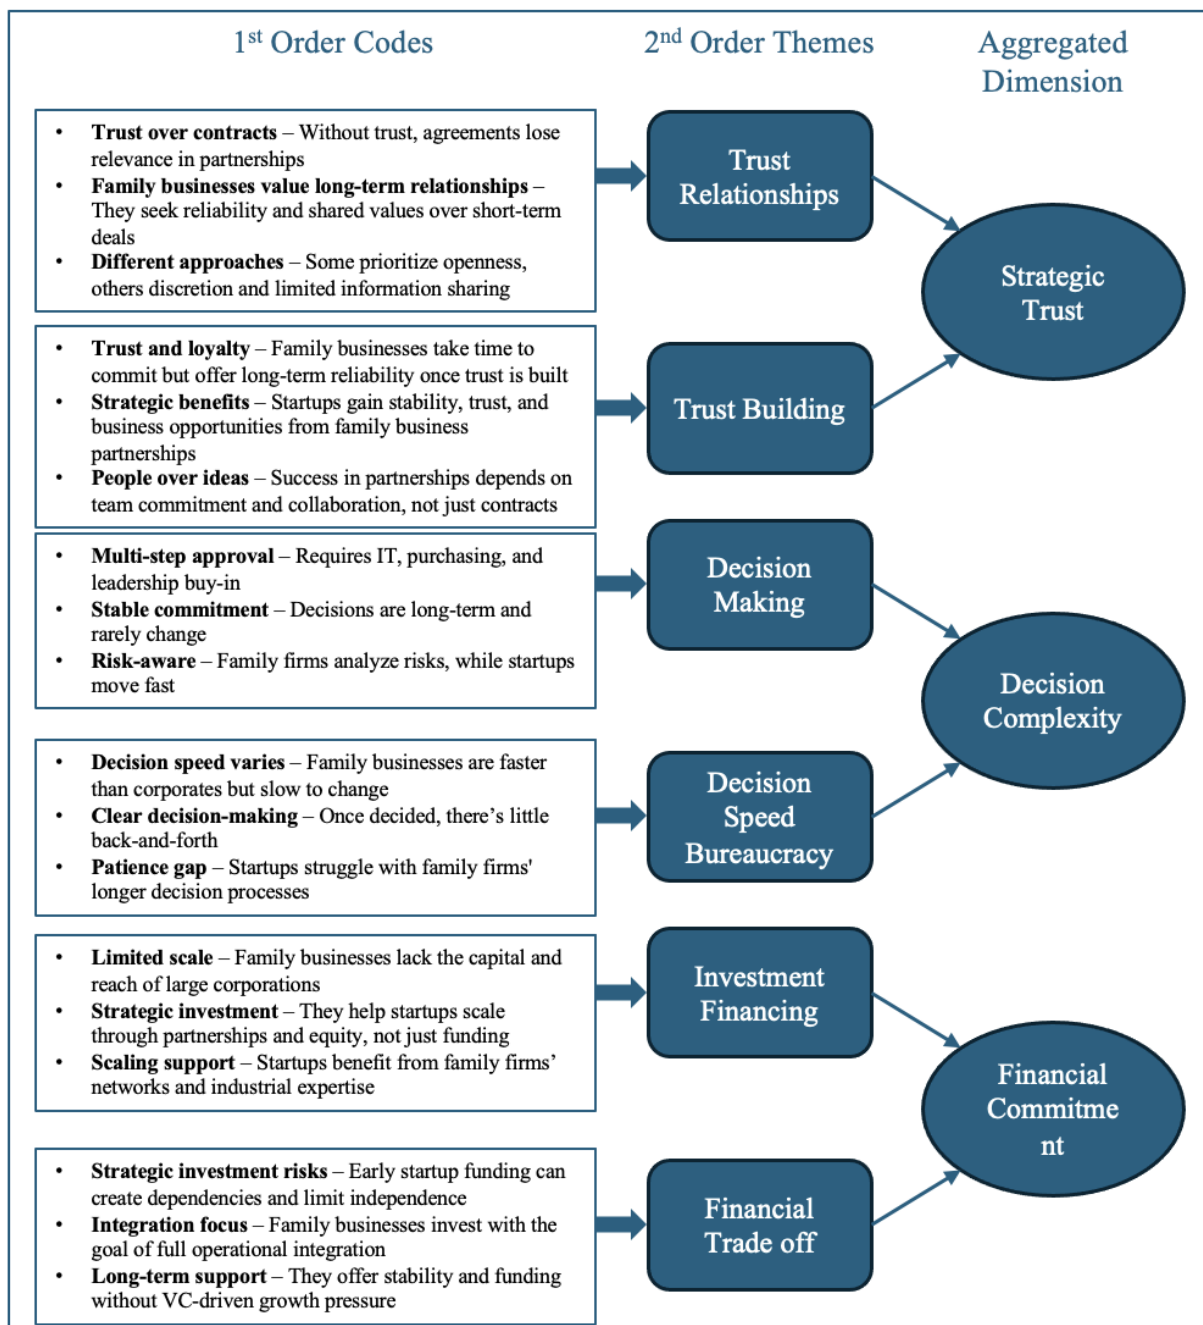 1st Order Codes
2nd Order Themes
Aggregated
Dimension
• Trust over contracts – Without trust, agreements lose
relevance in partnerships
• Family businesses value long-term relationships –
They seek reliability and shared values over short-term
deals
• Different approaches – Some prioritize openness,
others discretion and limited information sharing
Trust
Relationships
Strategic
Trust
• Trust and loyalty – Family businesses take time to
commit but offer long-term reliability once trust is built
• Strategic benefits – Startups gain stability, trust, and
business opportunities from family business
partnerships
• People over ideas – Success in partnerships depends on
team commitment and collaboration, not just contracts
Trust Building
• Multi-step approval – Requires IT, purchasing, and
leadership buy-in
• Stable commitment – Decisions are long-term and
rarely change
• Risk-aware – Family firms analyze risks, while startups
move fast
Decision
Making
Decision
Complexity
• Decision speed varies – Family businesses are faster
than corporates but slow to change
• Clear decision-making – Once decided, there’s little
back-and-forth
• Patience gap – Startups struggle with family firms'
longer decision processes
Decision
Speed
Bureaucracy
• Limited scale – Family businesses lack the capital and
reach of large corporations
• Strategic investment – They help startups scale
through partnerships and equity, not just funding
• Scaling support – Startups benefit from family firms’
networks and industrial expertise
Investment
Financing
Financial
Commitme
nt
• Strategic investment risks – Early startup funding can
create dependencies and limit independence
• Integration focus – Family businesses invest with the
goal of full operational integration
• Long-term support – They offer stability and funding
without VC-driven growth pressure
Financial
Trade off